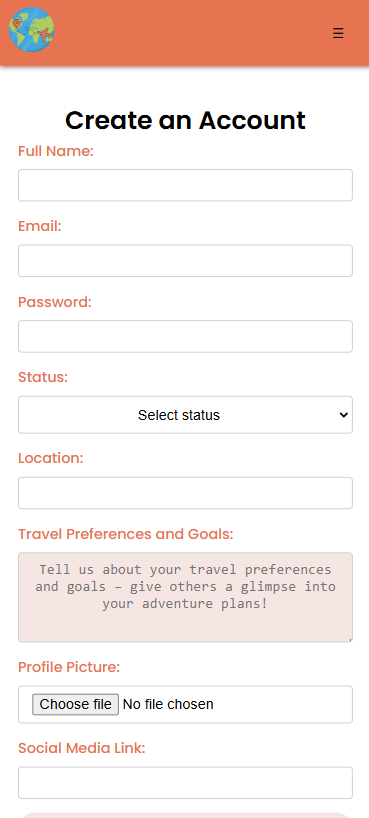 ☰
Create an Account
Full Name:
Email:
Password:
Status:
Select status
Location:
Travel Preferences and Goals:
Tell us about your travel preferences
and goals – give others a glimpse into
your adventure plans!
Profile Picture:
Choose file No file chosen
Social Media Link: